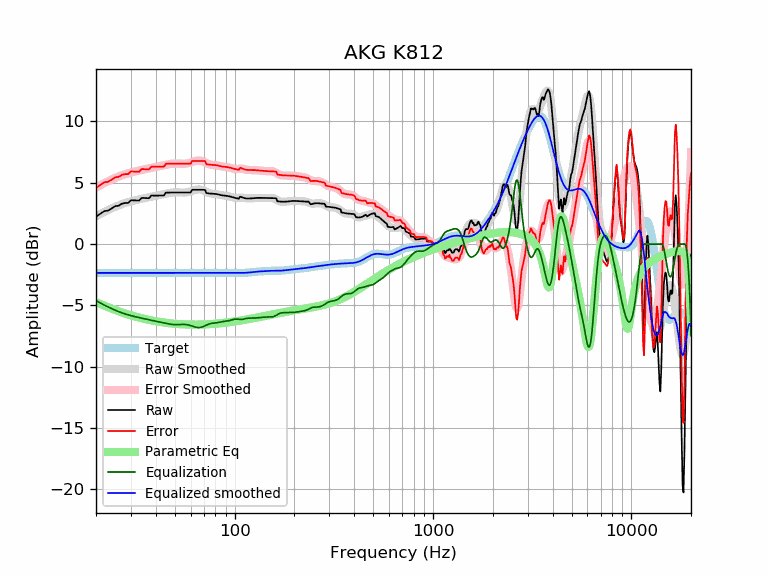 AKG K812
Amplitude (dBr)
10
5
0
−5
−10
−15
−20
Target
Raw Smoothed
Error Smoothed
Raw
Error
Parametric Eq
Equalization
Equalized smoothed
100
1000
10000
Frequency (Hz)